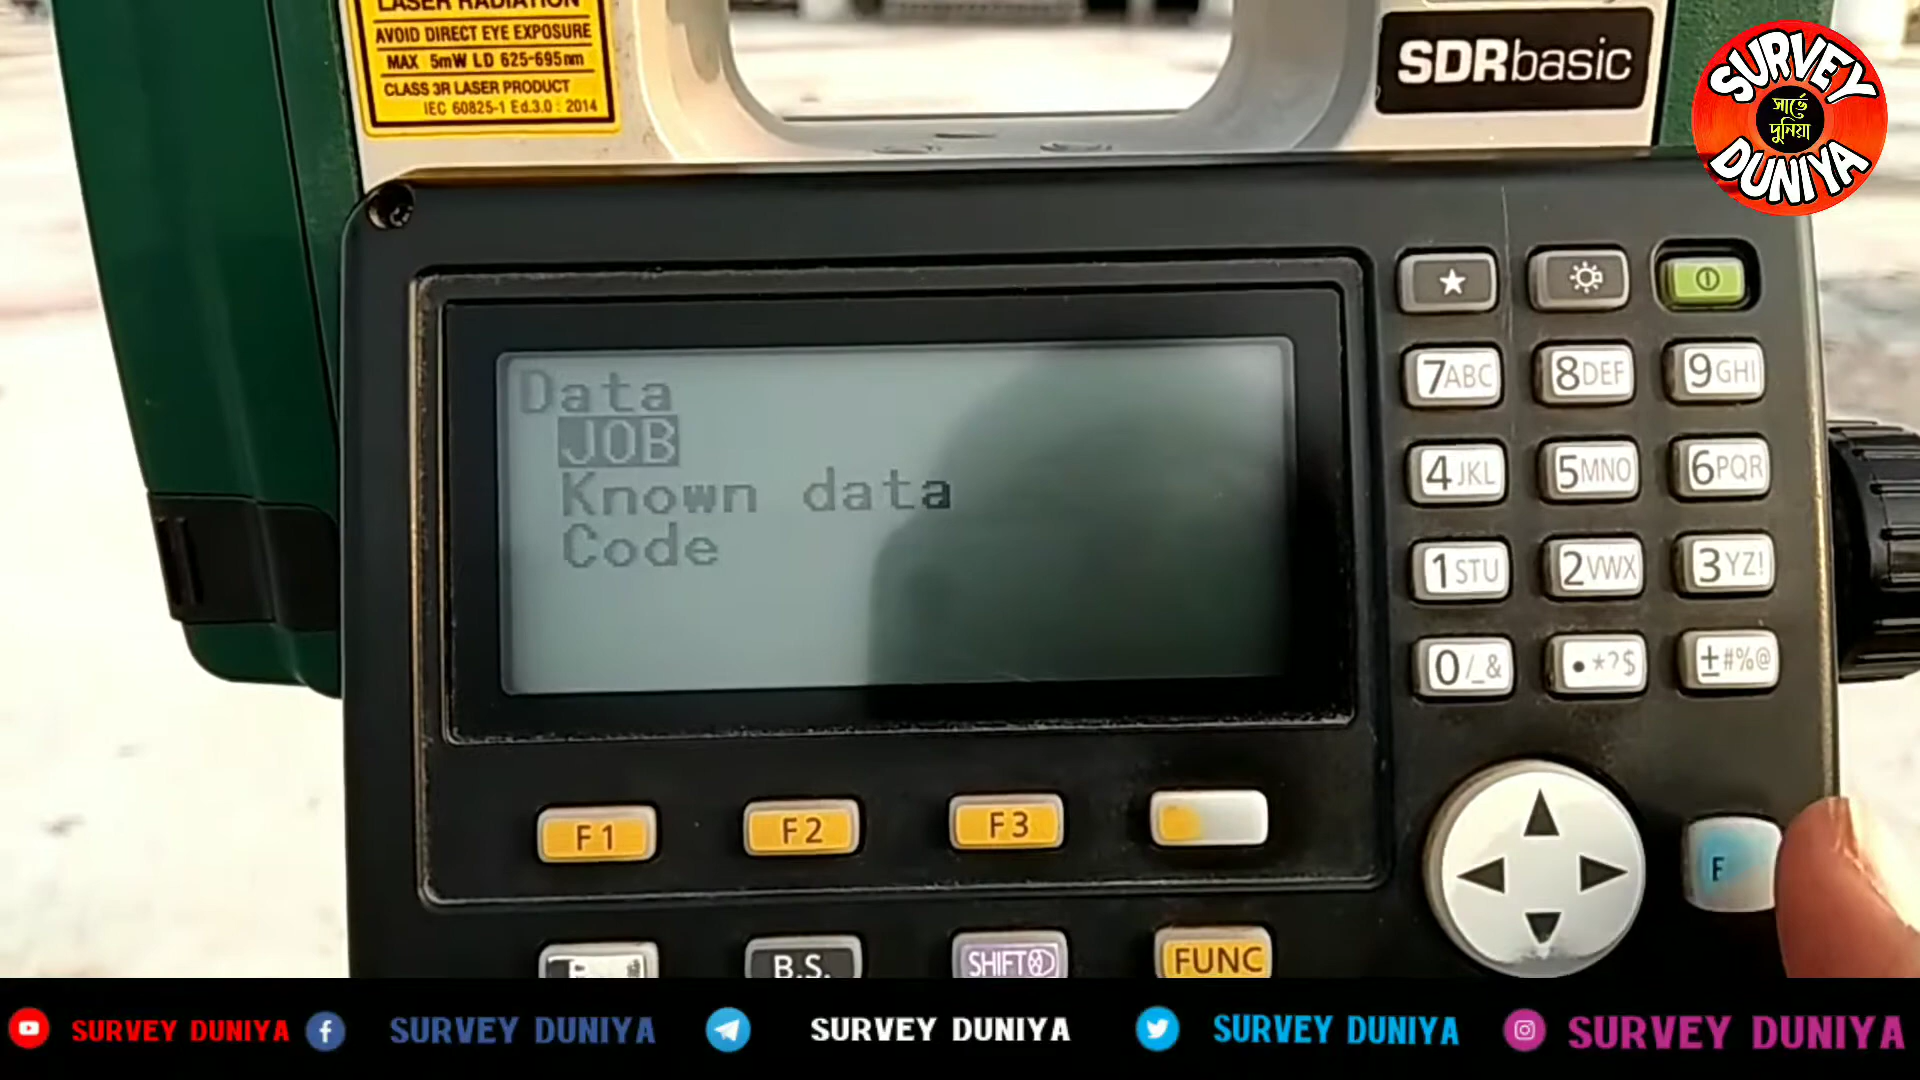 LASER RADIATION
AVOID DIRECT EYE EXPOSURE
MAX 5mW LD 625-695nm
CLASS 3R LASER PRODUCT
IEC 60825-1 Ed.3.0 : 2014
SDRbasic
SURVEY
সার্ভে
দুনিয়া
DUNIYA
Data
JOB
Known data
Code
7ABC 8DEF 9GHI
4JKL 5MNO 6PQR
1STU 2VWX 3YZ!
0/_& •*?$ ±#%@
F1 F2 F3
F
B.S. SHIFT FUNC
SURVEY DUNIYA SURVEY DUNIYA SURVEY DUNIYA SURVEY DUNIYA SURVEY DUNIYA